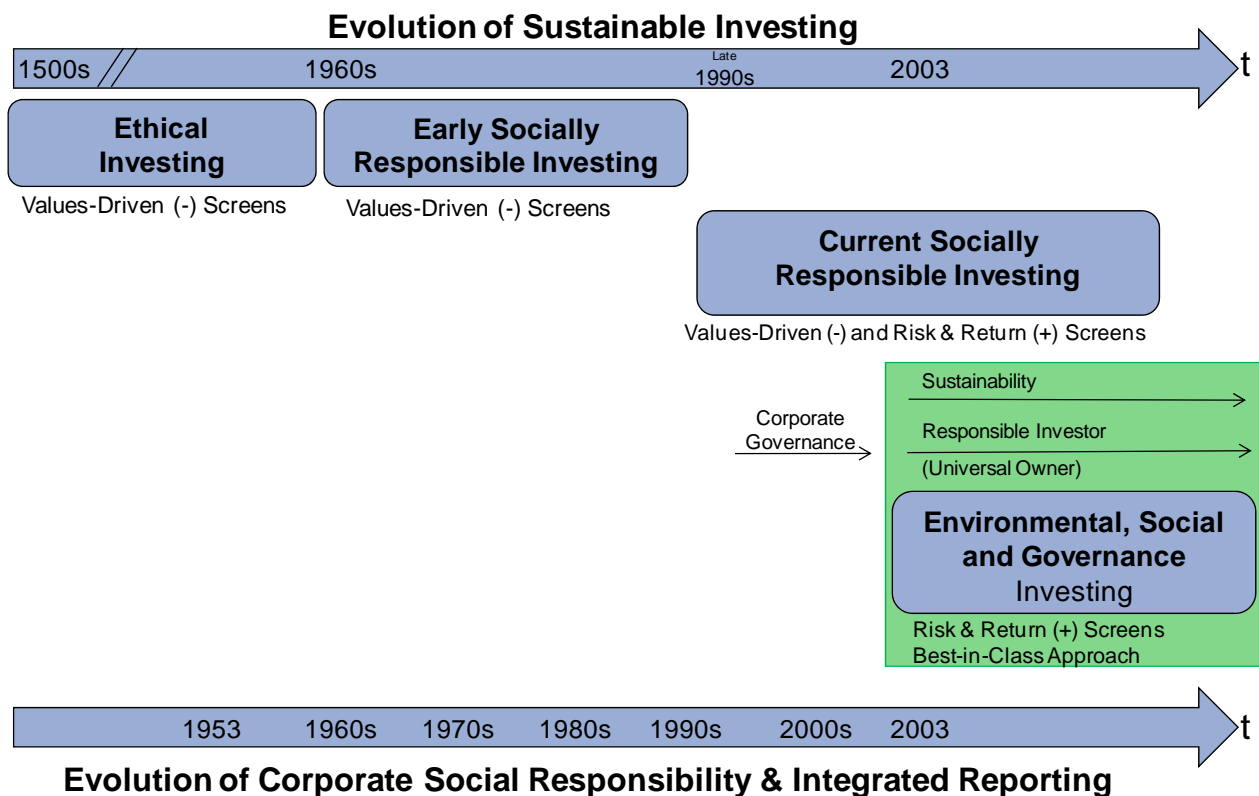 Evolution of Sustainable Investing
1500s
1960s
Late
1990s
2003
t
Ethical
Investing
Early Socially
Responsible Investing
Values-Driven (-) Screens
Values-Driven (-) Screens
Current Socially
Responsible Investing
Values-Driven (-) and Risk & Return (+) Screens
Sustainability
Corporate
Governance
Responsible Investor
(Universal Owner)
Environmental, Social
and Governance
Investing
Risk & Return (+) Screens
Best-in-Class Approach
1953
1960s
1970s
1980s
1990s
2000s
2003
t
Evolution of Corporate Social Responsibility & Integrated Reporting